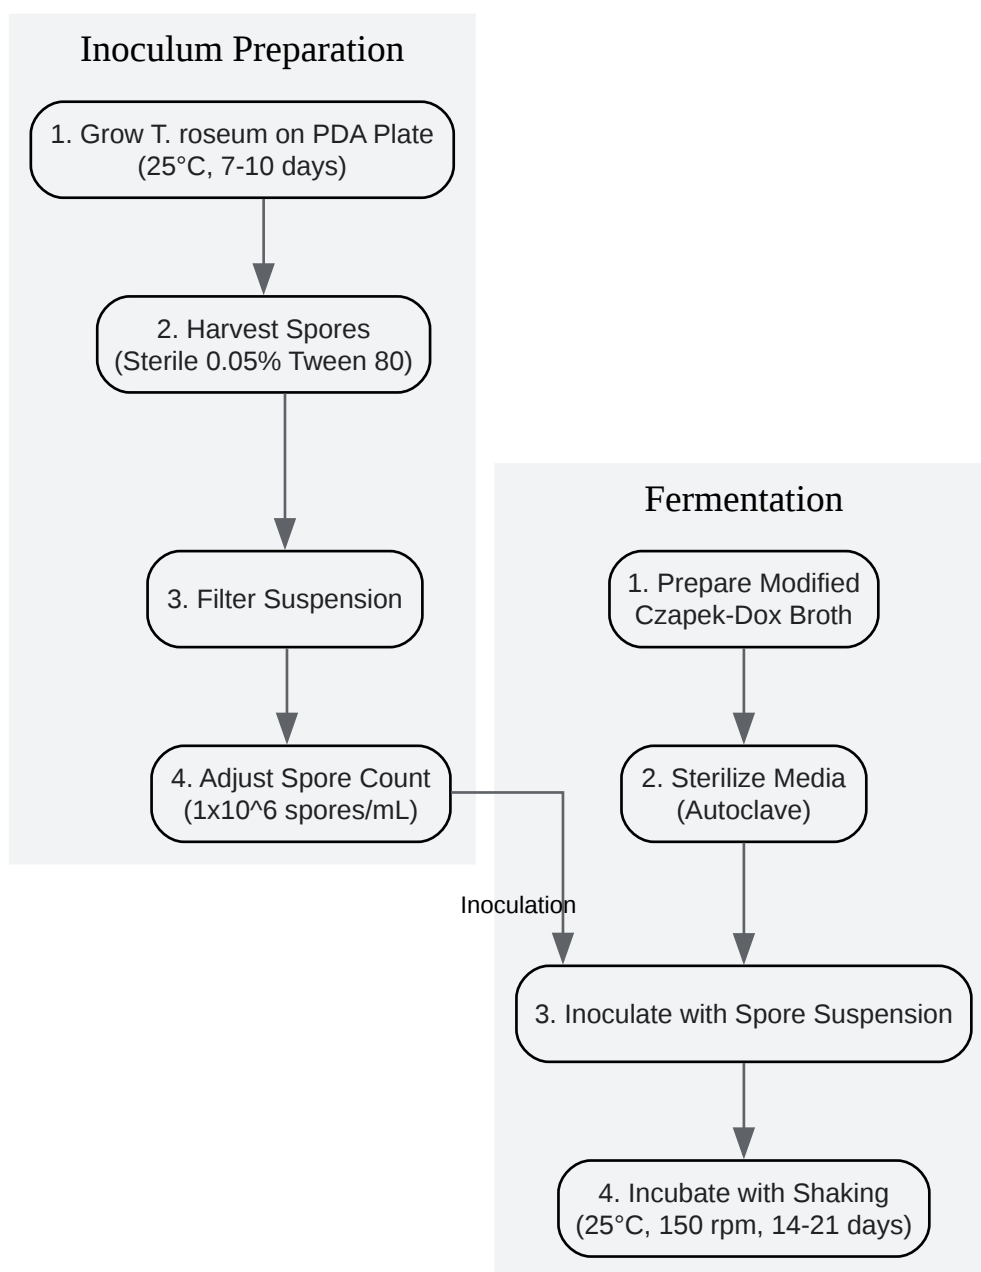 Inoculum Preparation
1. Grow T. roseum on PDA Plate
(25°C, 7-10 days)
2. Harvest Spores
(Sterile 0.05% Tween 80)
3. Filter Suspension
4. Adjust Spore Count
(1x10^6 spores/mL)
Inoculation
Fermentation
1. Prepare Modified
Czapek-Dox Broth
2. Sterilize Media
(Autoclave)
3. Inoculate with Spore Suspension
4. Incubate with Shaking
(25°C, 150 rpm, 14-21 days)